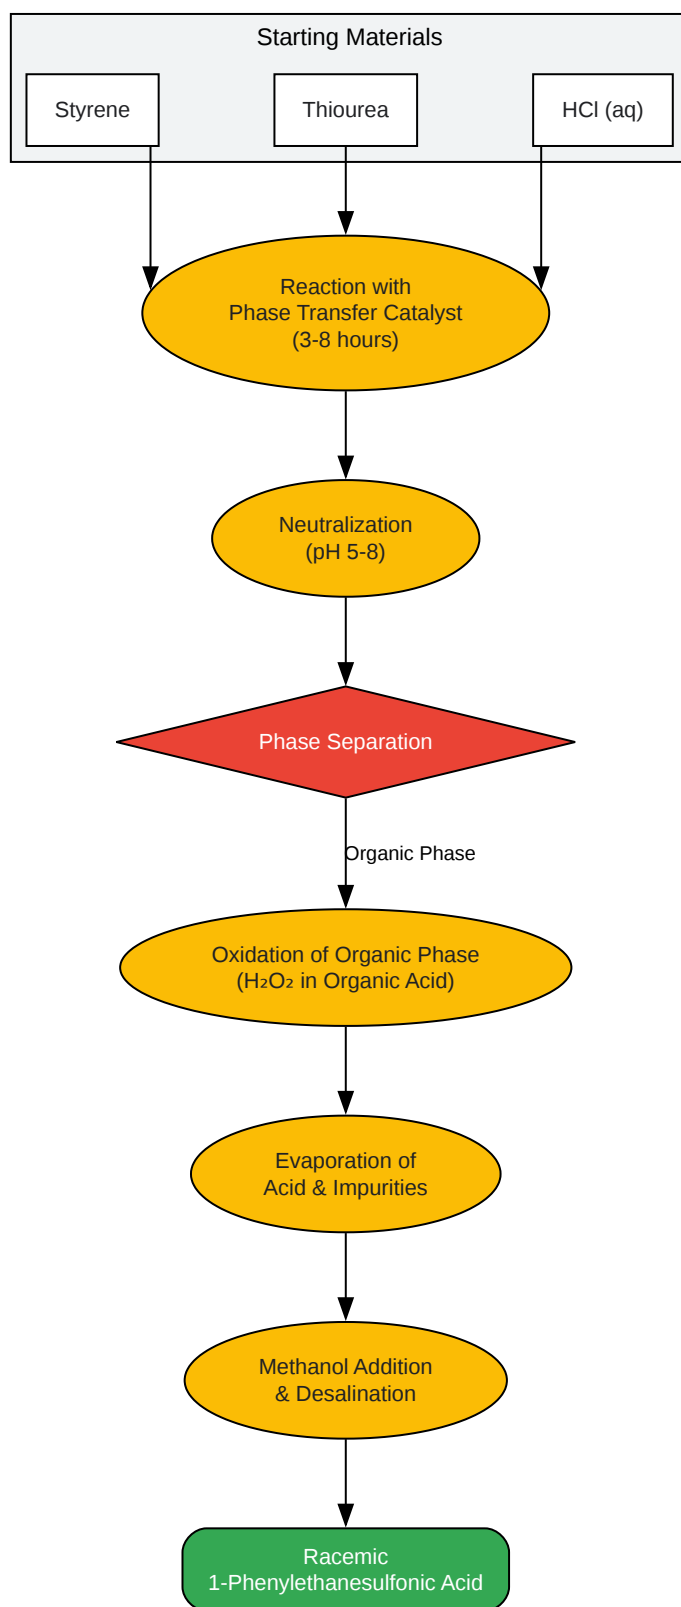 Starting Materials
Styrene
Thiourea
HCl (aq)
Reaction with
Phase Transfer Catalyst
(3-8 hours)
Neutralization
(pH 5-8)
Phase Separation
Organic Phase
Oxidation of Organic Phase
(H₂O₂ in Organic Acid)
Evaporation of
Acid & Impurities
Methanol Addition
& Desalination
Racemic
1-Phenylethanesulfonic Acid